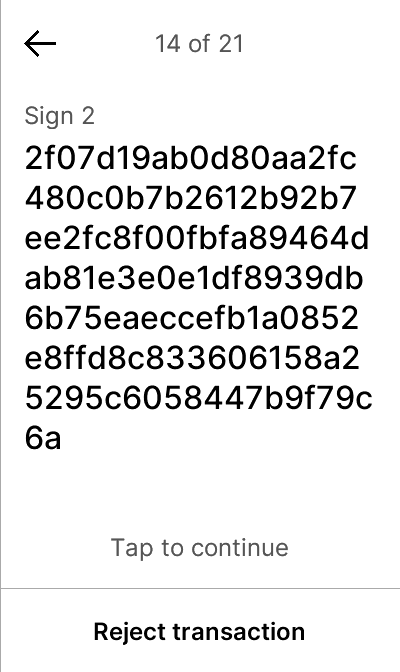 14 of 21
Sign 2
2f07d19ab0d80aa2fc
480c0b7b2612b92b7
ee2fc8f00fbfa89464d
ab81e3e0e1df8939db
6b75eaeccefb1a0852
e8ffd8c833606158a2
5295c6058447b9f79c
6a
Tap to continue
Reject transaction